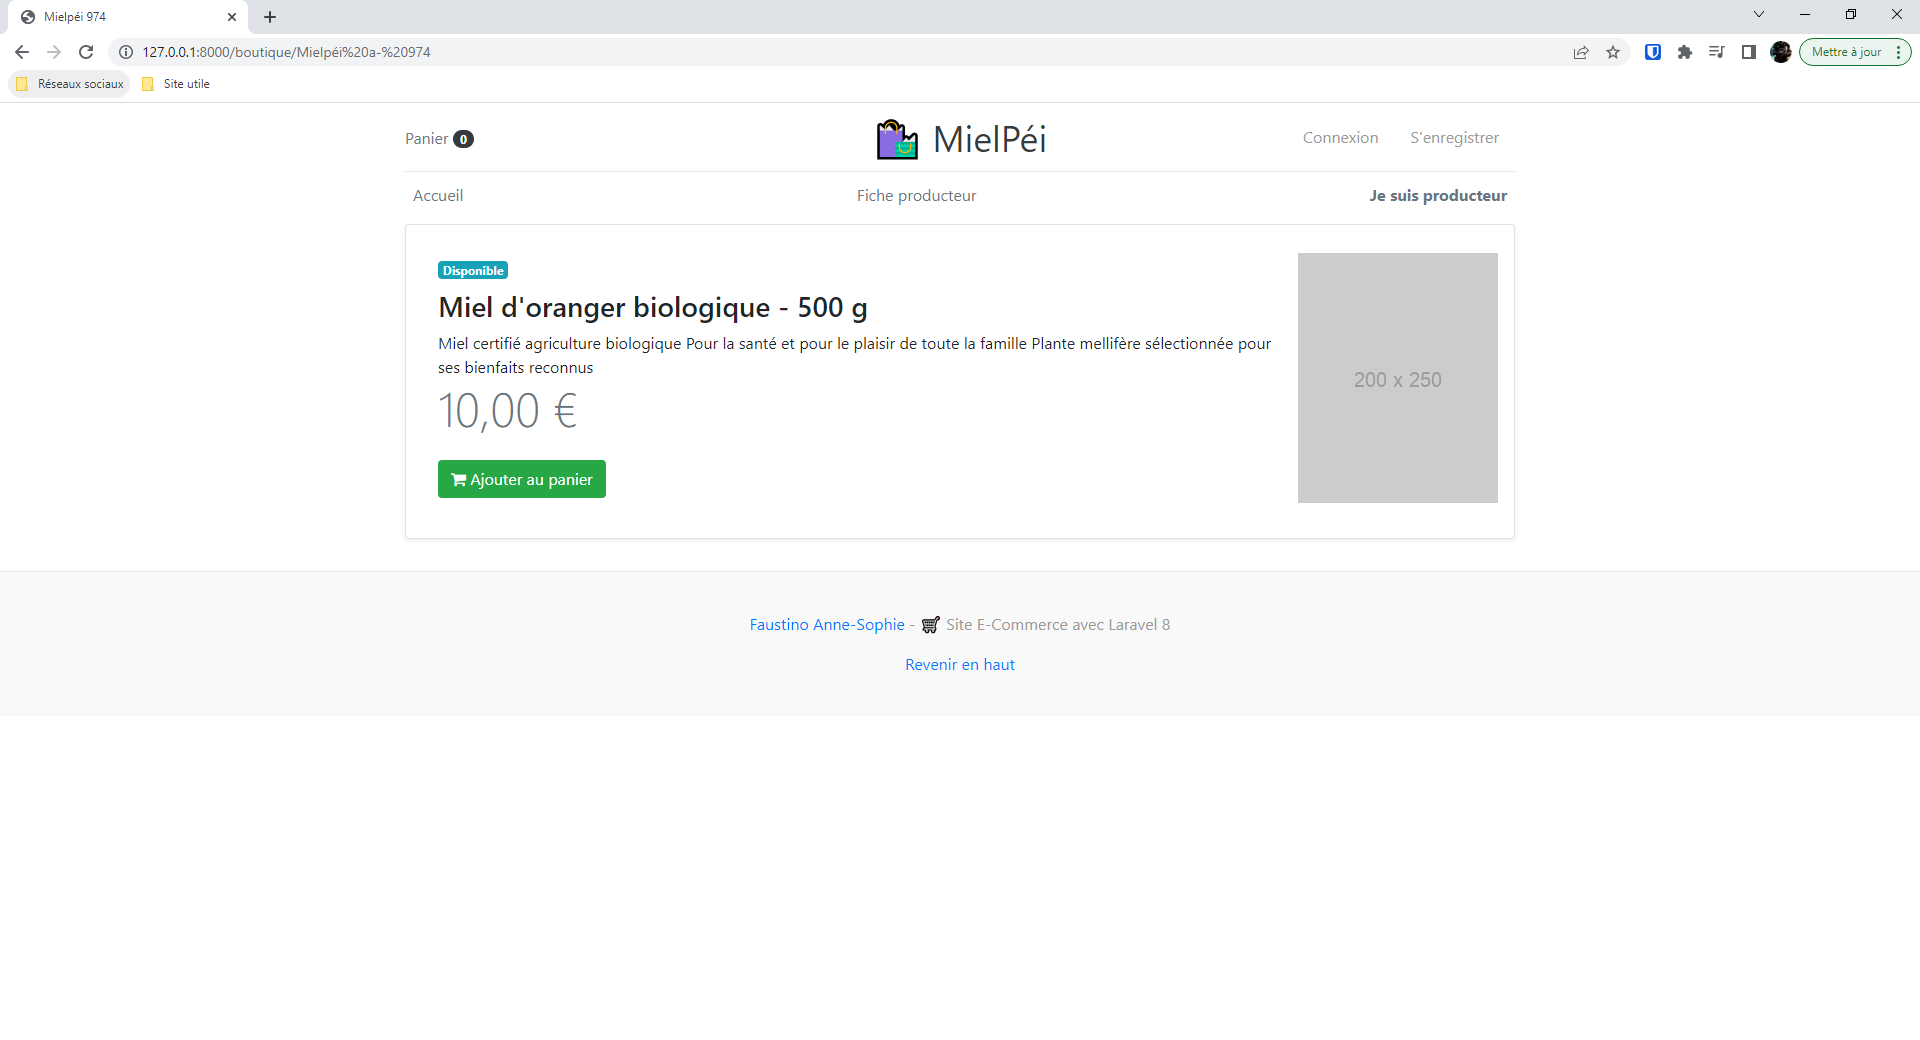 Mielpéi 974
127.0.0.1:8000/boutique/Mielpéi%20a-%20974
Mettre à jour
Réseaux sociaux
Site utile
Panier 0
MielPéi
Connexion
S'enregistrer
Accueil
Fiche producteur
Je suis producteur
Disponible
Miel d'oranger biologique - 500 g
Miel certifié agriculture biologique Pour la santé et pour le plaisir de toute la famille Plante mellifère sélectionnée pour
ses bienfaits reconnus
10,00 €
Ajouter au panier
200 x 250
Faustino Anne-Sophie - Site E-Commerce avec Laravel 8
Revenir en haut